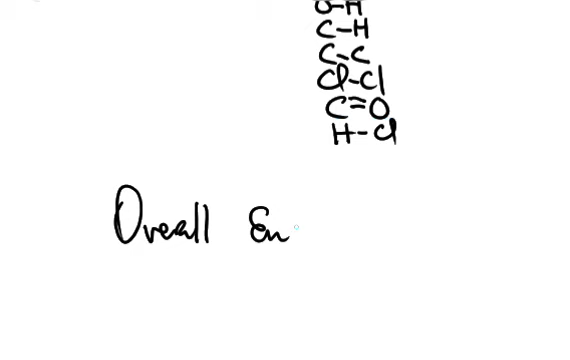 O-H
C-H
C-C
Cl-Cl
C=O
H-Cl
Overall En